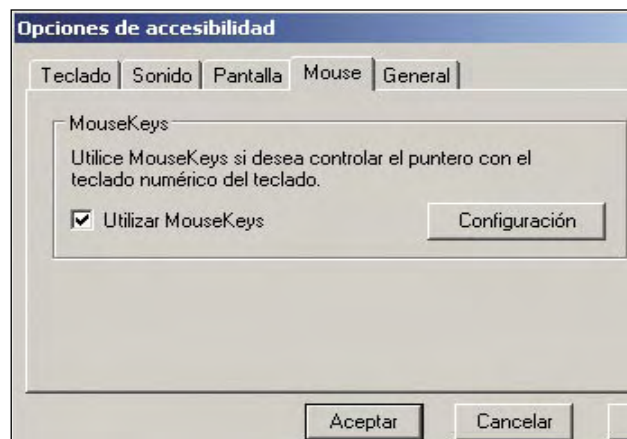 Opciones de accesibilidad
Teclado Sonido Pantalla Mouse General
MouseKeys
Utilice MouseKeys si desea controlar el puntero con el
teclado numérico del teclado.
Utilizar MouseKeys Configuración
Aceptar Cancelar